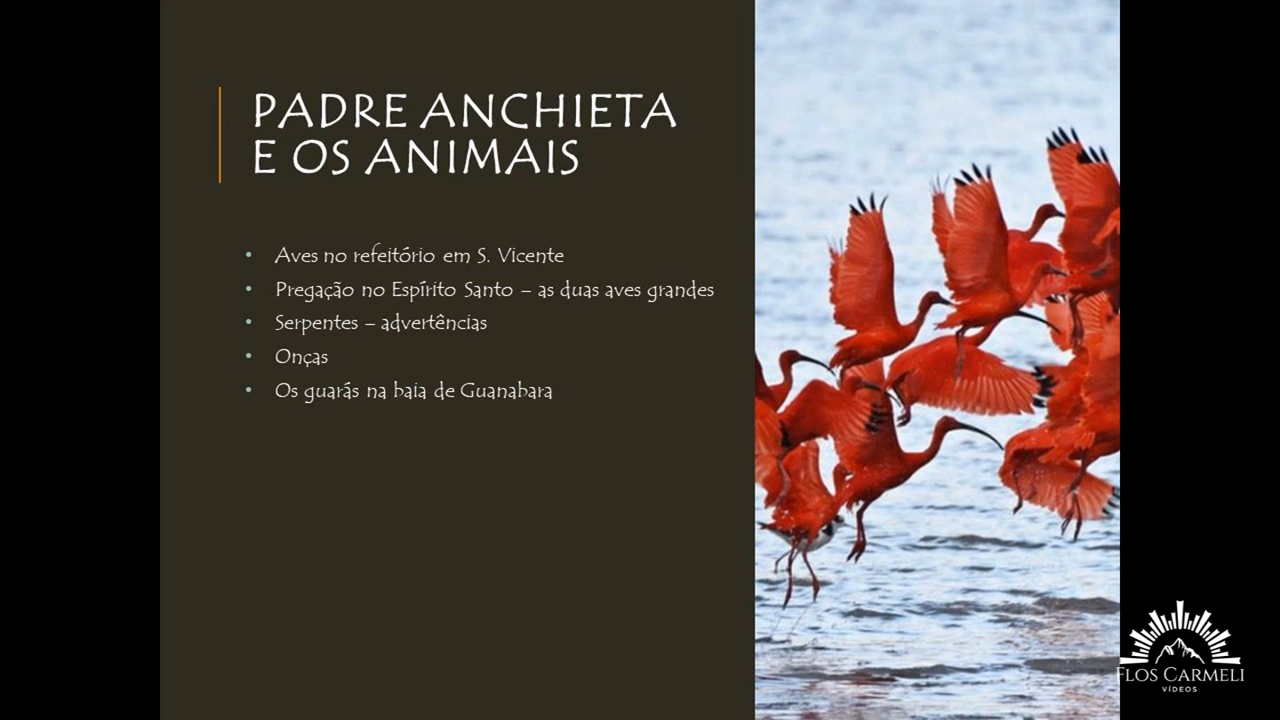 PADRE ANCHIETA
E OS ANIMAIS
• Aves no refeitório em S. Vicente
• Pregação no Espírito Santo – as duas aves grandes
• Serpentes – advertências
• Onças
• Os guarás na baia de Guanabara
FLOS CARMELI
VÍDEOS